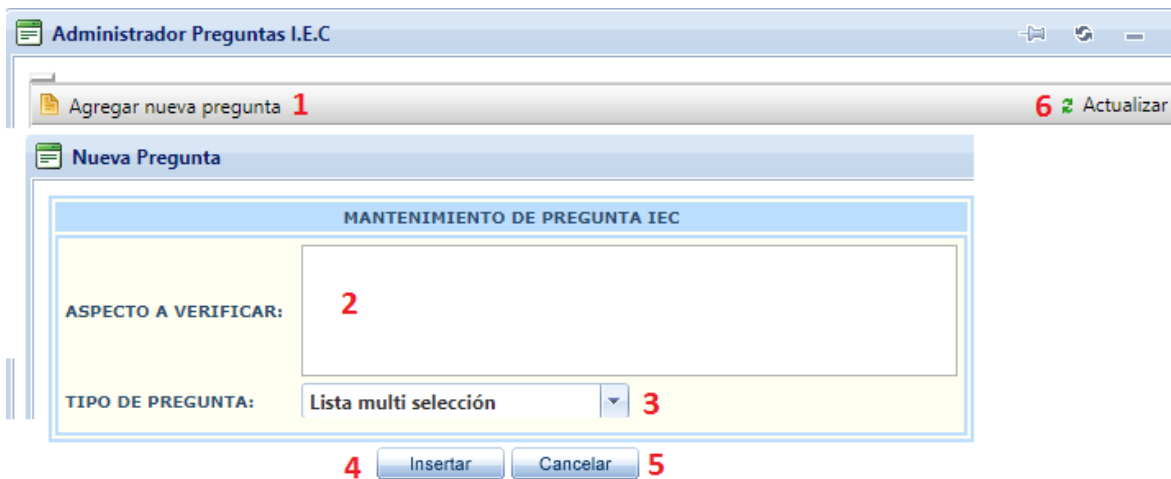 Administrador Preguntas I.E.C
Agregar nueva pregunta 1 6 Actualizar
Nueva Pregunta
MANTENIMIENTO DE PREGUNTA IEC
ASPECTO A VERIFICAR: 2
TIPO DE PREGUNTA: Lista multi selección 3
4 Insertar Cancelar 5